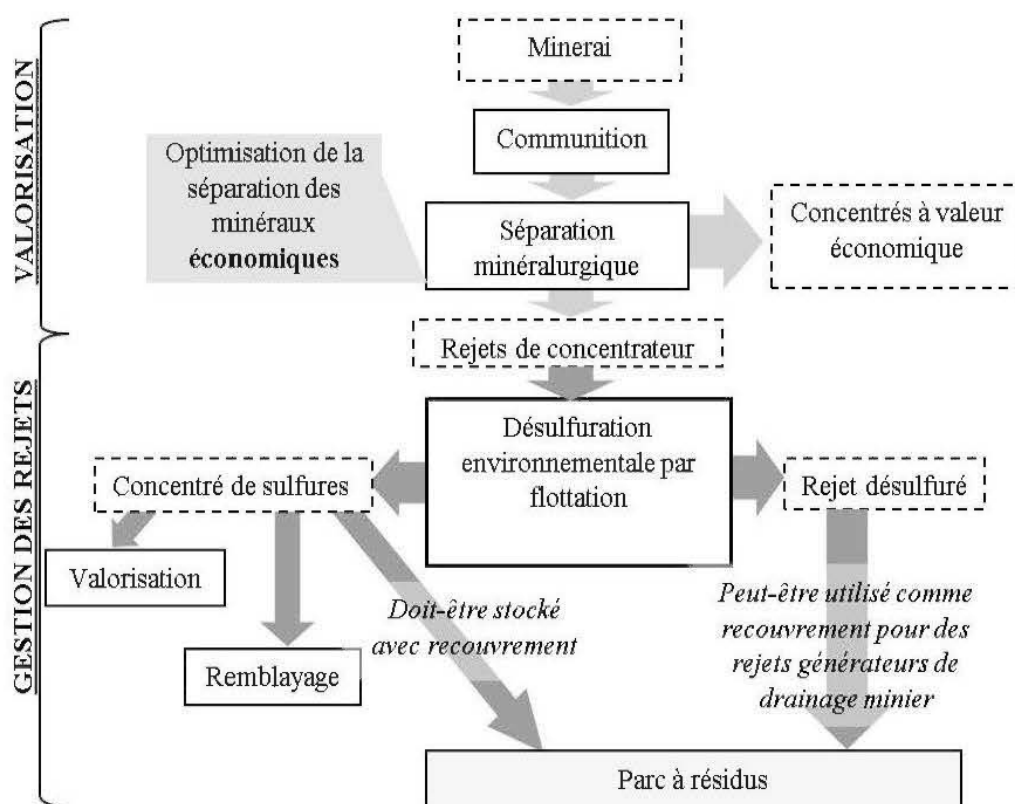 VALORISATION
Minerai
Communition
Optimisation de la
séparation des
minéraux
économiques
Séparation
minéralurgique
Concentrés à valeur
économique
GESTION DES REJETS
Rejets de concentrateur
Désulfuration
environnementale par
flottation
Concentré de sulfures
Rejet désulfuré
Valorisation
Remblayage
Doit-être stocké
avec recouvrement
Peut-être utilisé comme
recouvrement pour des
rejets générateurs de
drainage minier
Parc à résidus